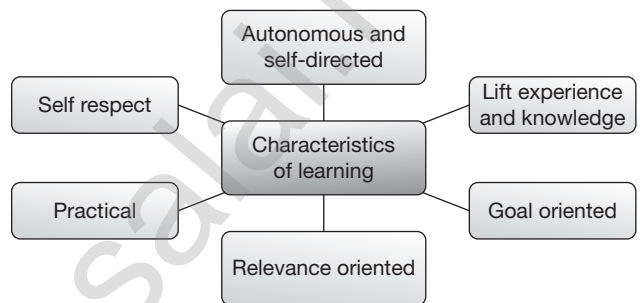 Autonomous and
self-directed
Self respect
Lift experience
and knowledge
Characteristics
of learning
Practical
Goal oriented
Relevance oriented